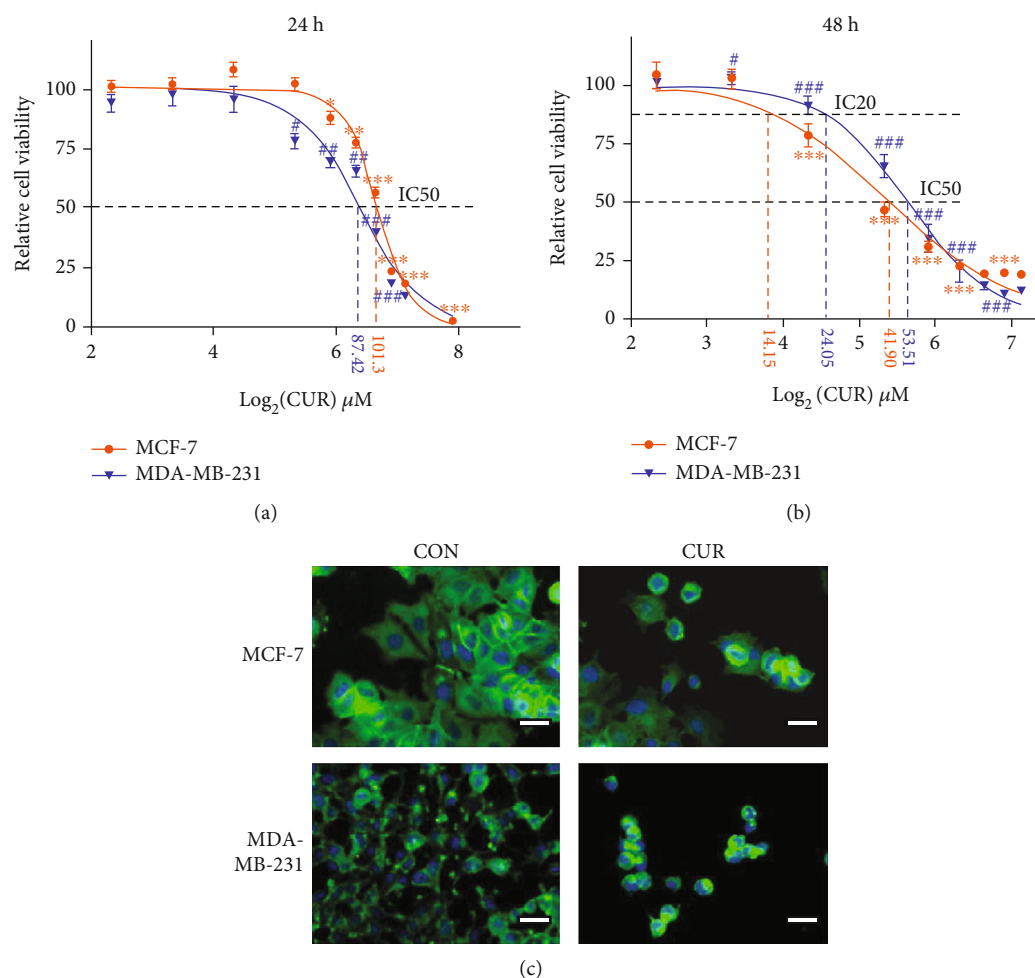 24 h
Relative cell viability
100
75
50
25
0
#
*
##
**
##
***
IC50
###
***
***
###
***
2
4
6
8
87.42
101.3
Log2(CUR) μM
MCF-7
MDA-MB-231
(a)
48 h
Relative cell viability
100
75
50
25
0
#
###
IC20
***
###
IC50
***
###
***
###
***
***
###
2
3
4
5
6
7
14.15
24.05
41.90
53.51
Log2 (CUR) μM
MCF-7
MDA-MB-231
(b)
CON
CUR
MCF-7
MDA-
MB-231
(c)